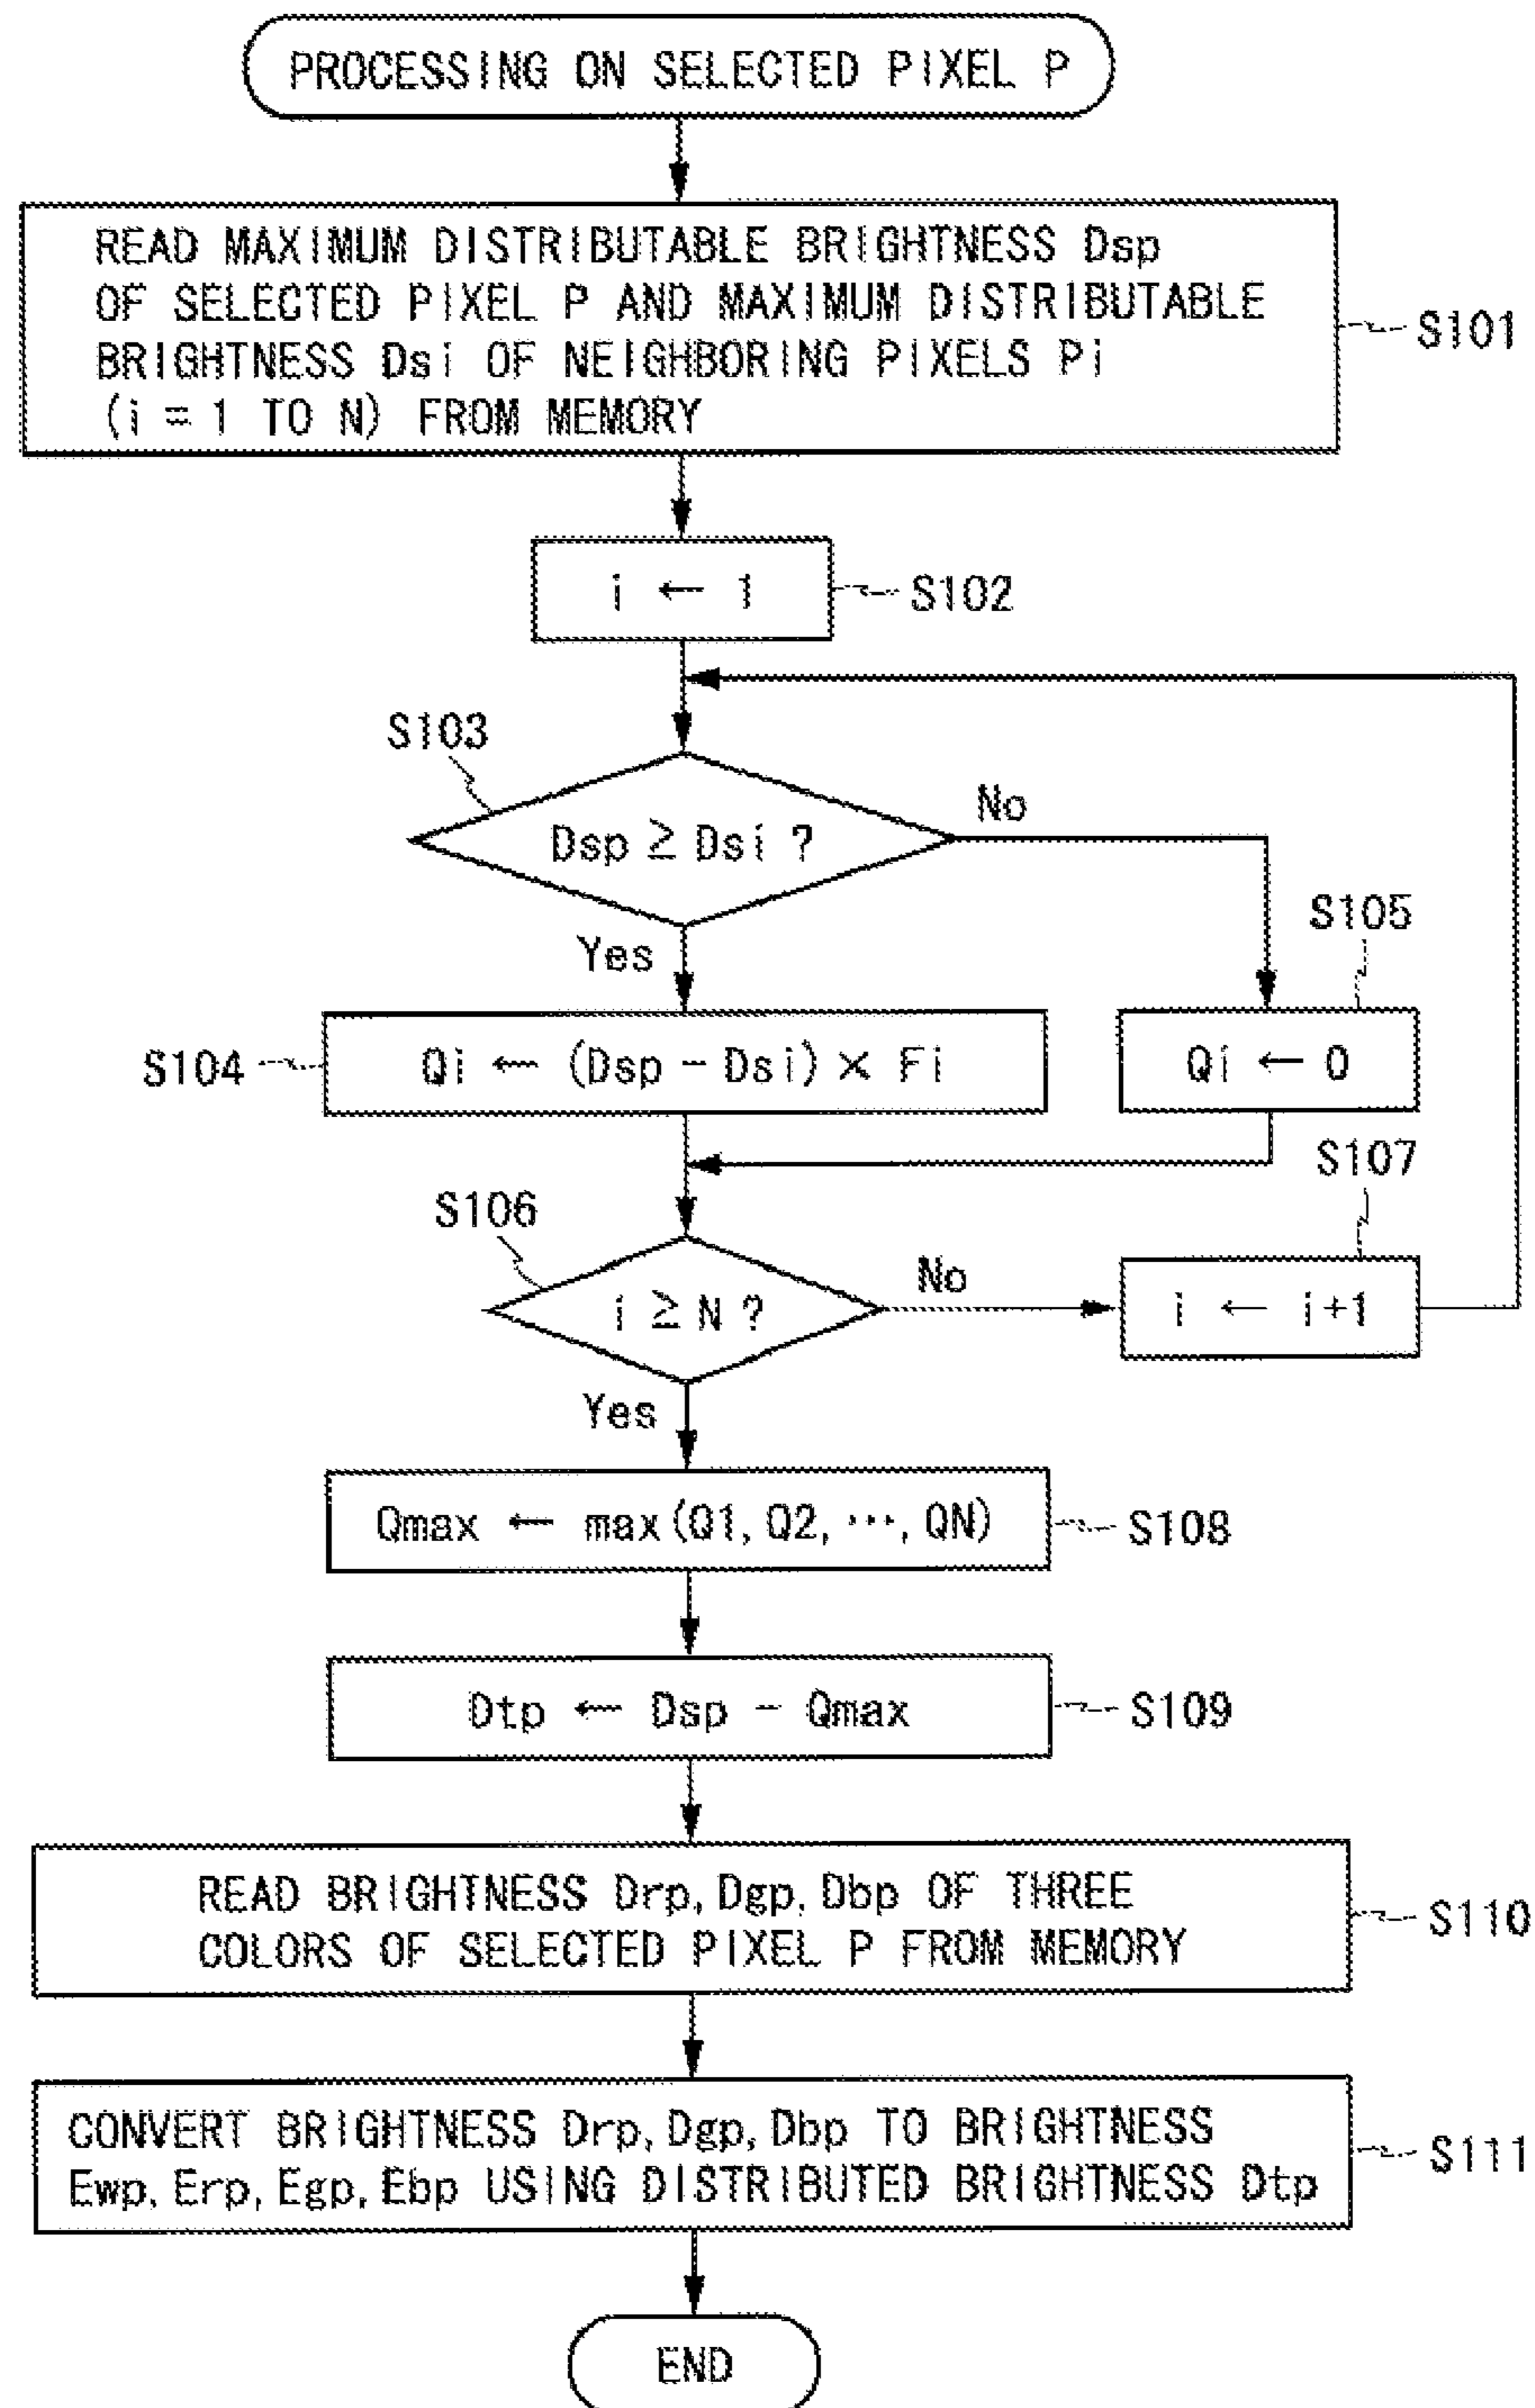 PROCESSING ON SELECTED PIXEL P
READ MAXIMUM DISTRIBUTABLE BRIGHTNESS Dsp
OF SELECTED PIXEL P AND MAXIMUM DISTRIBUTABLE
BRIGHTNESS Dsi OF NEIGHBORING PIXELS Pi
(i = 1 TO N) FROM MEMORY
S101
i ← 1
S102
S103
Dsp ≧ Dsi ?
No
Yes
S105
S104
Qi ← (Dsp - Dsi) × Fi
Qi ← 0
S107
S106
i ≧ N ?
No
i ← i+1
Yes
Qmax ← max(Q1, Q2, ⋯, QN)
S108
Dtp ← Dsp - Qmax
S109
READ BRIGHTNESS Drp, Dgp, Dbp OF THREE
COLORS OF SELECTED PIXEL P FROM MEMORY
S110
CONVERT BRIGHTNESS Drp, Dgp, Dbp TO BRIGHTNESS
Ewp, Erp, Egp, Ebp USING DISTRIBUTED BRIGHTNESS Dtp
S111
END